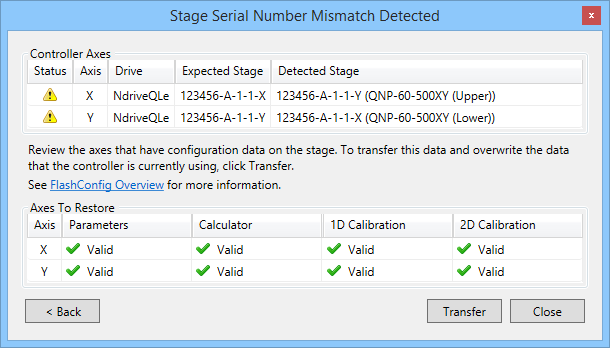 Stage Serial Number Mismatch Detected
x
Controller Axes
Status Axis Drive Expected Stage Detected Stage
X NdriveQLe 123456-A-1-1-X 123456-A-1-1-Y (QNP-60-500XY (Upper))
Y NdriveQLe 123456-A-1-1-Y 123456-A-1-1-X (QNP-60-500XY (Lower))
Review the axes that have configuration data on the stage. To transfer this data and overwrite the data
that the controller is currently using, click Transfer.
See FlashConfig Overview for more information.
Axes To Restore
Axis Parameters Calculator 1D Calibration 2D Calibration
X Valid Valid Valid Valid
Y Valid Valid Valid Valid
< Back Transfer Close